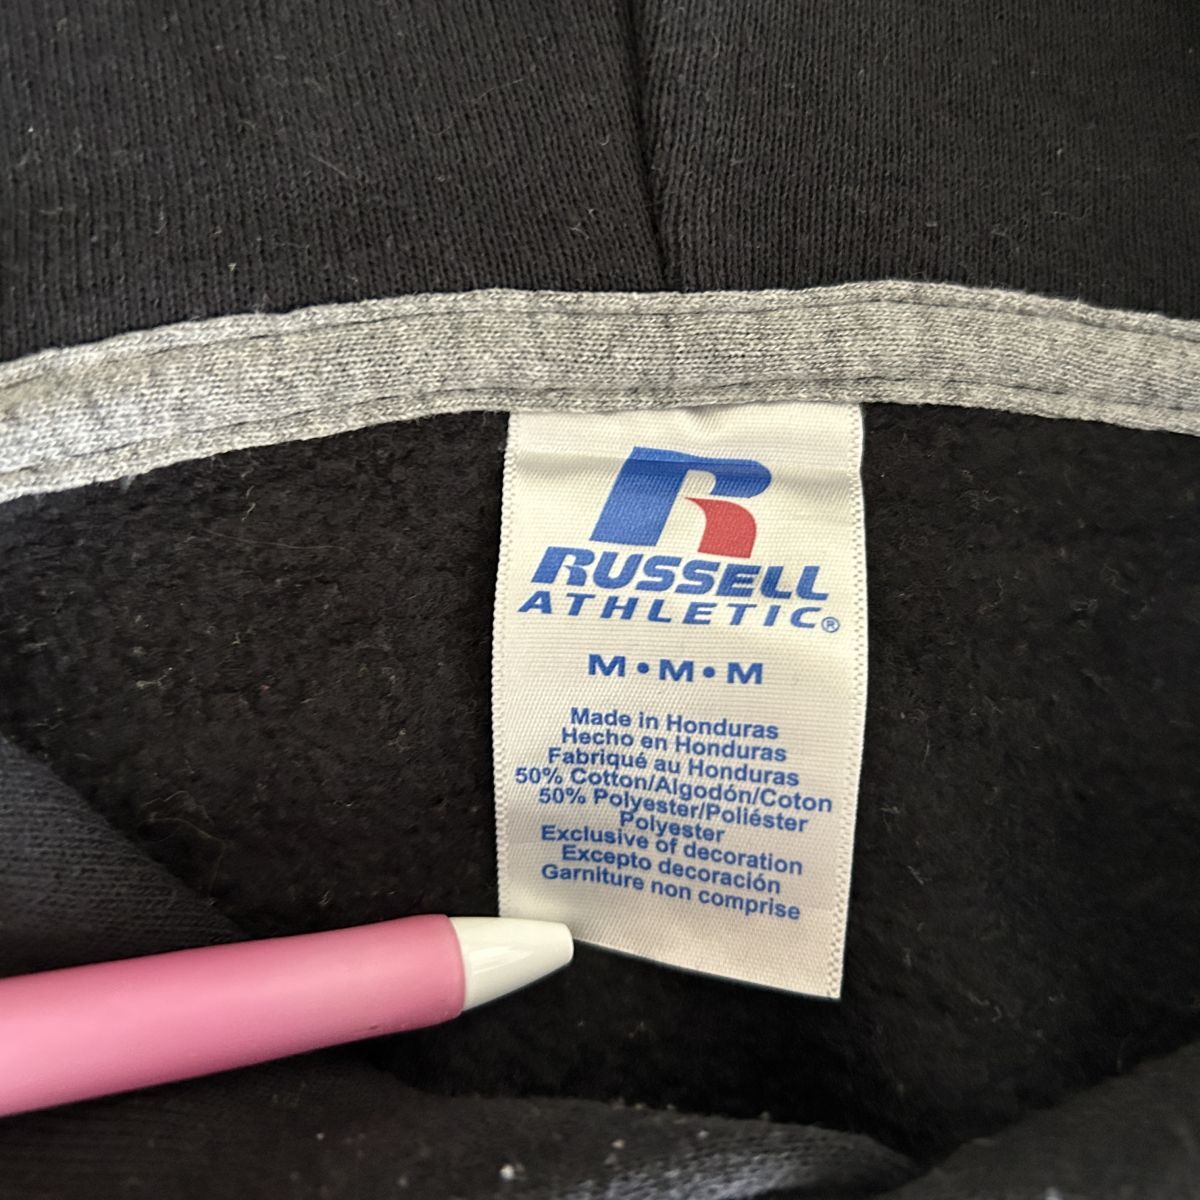 RUSSELL
ATHLETIC®
M•M•M
Made in Honduras
Hecho en Honduras
Fabriqué au Honduras
50% Cotton/Algodón/Coton
50% Polyester/Poliéster
Polyester
Exclusive of decoration
Excepto decoración
Garniture non comprise